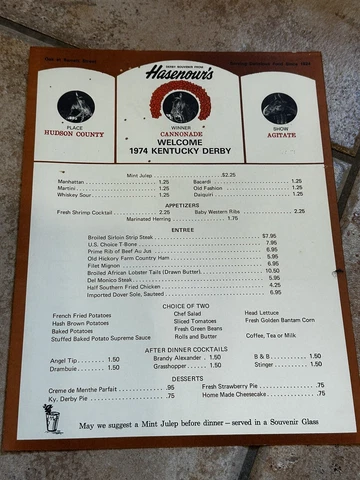 DERBY SOUVENIR FROM
Hasenour's
PLACE
HUDSON COUNTY
WINNER
CANNONADE
SHOW
AGITATE
WELCOME
1974 KENTUCKY DERBY
Mint Julep $2.25
Manhattan 1.25 Bacardi 1.25
Martini 1.25 Old Fashion 1.25
Whiskey Sour 1.25 Daiquiri 1.25
APPETIZERS
Fresh Shrimp Cocktail 2.25 Baby Western Ribs 2.25
Marinated Herring 1.75
ENTREE
Broiled Sirloin Strip Steak $7.95
U.S. Choice T-Bone 7.95
Prime Rib of Beef Au Jus 6.95
Old Hickory Farm Country Ham 5.95
Filet Mignon 6.95
Broiled African Lobster Tails (Drawn Butter) 10.50
Del Monico Steak 5.95
Half Southern Fried Chicken 4.25
Imported Dover Sole, Sauteed 6.95
CHOICE OF TWO
French Fried Potatoes Chef Salad Head Lettuce
Hash Brown Potatoes Sliced Tomatoes Fresh Golden Bantam Corn
Baked Potatoes Fresh Green Beans
Stuffed Baked Potato Supreme Sauce Rolls and Butter Coffee, Tea or Milk
AFTER DINNER COCKTAILS
Angel Tip 1.50 Brandy Alexander 1.50 B & B 1.50
Drambuie 1.50 Grasshopper 1.50 Stinger 1.50
DESSERTS
Creme de Menthe Parfait .95 Fresh Strawberry Pie .75
Ky. Derby Pie .75 Home Made Cheesecake .75
May we suggest a Mint Julep before dinner — served in a Souvenir Glass